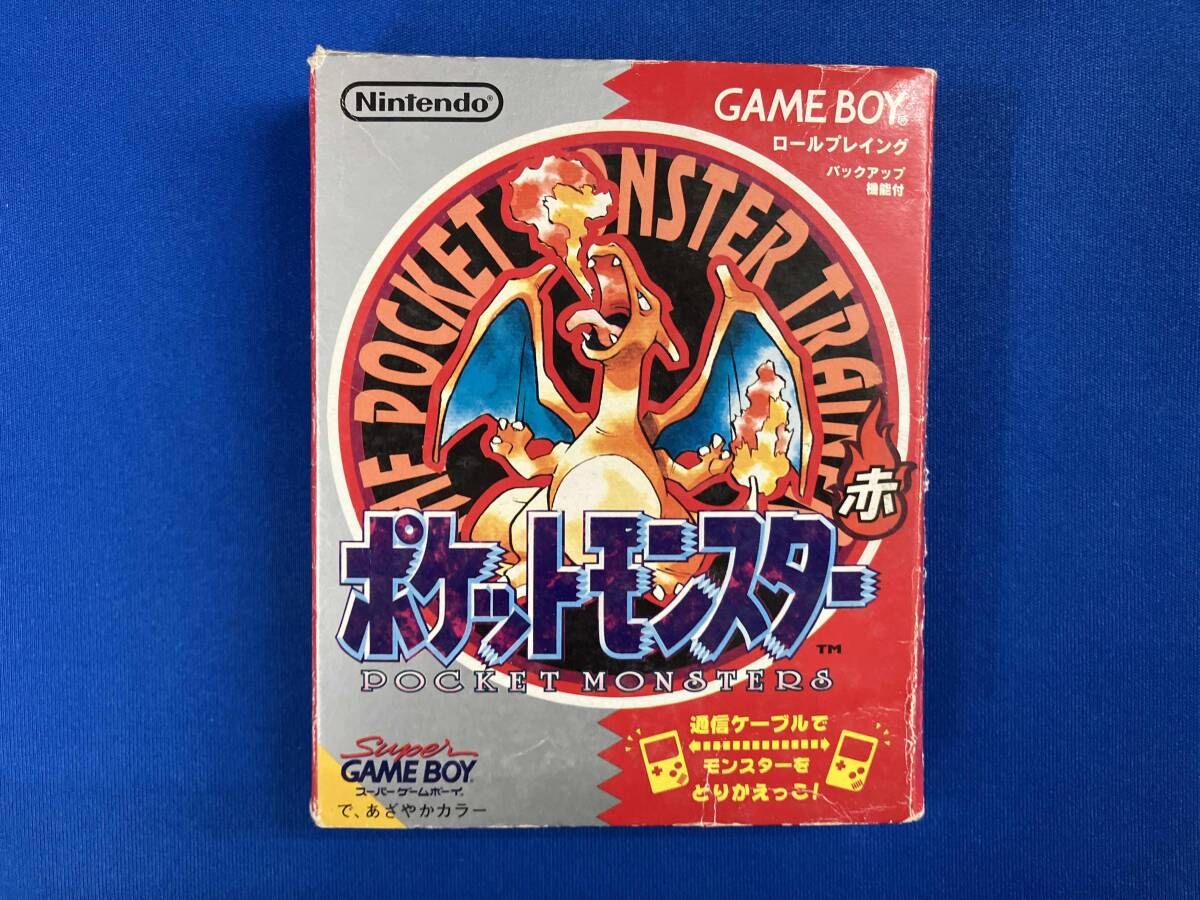 Nintendo®
GAME BOY®
ロールプレイング
バックアップ
機能付
THE POCKET MONSTER TRAINER
赤
ポケットモンスター
TM
POCKET MONSTERS
通信ケーブルで
モンスターを
とりかえっこ!
Super
GAME BOY®
スーパーゲームボーイ®
で、あざやかカラー